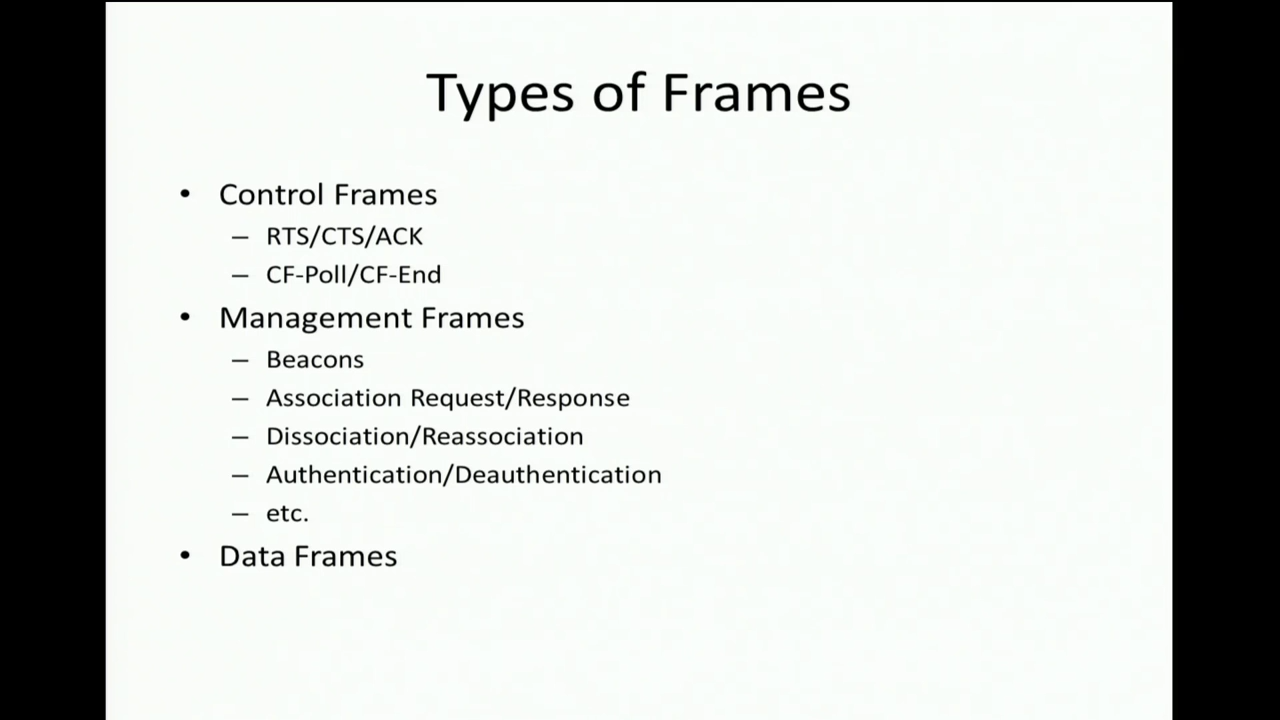 Types of Frames
• Control Frames
– RTS/CTS/ACK
– CF-Poll/CF-End
• Management Frames
– Beacons
– Association Request/Response
– Dissociation/Reassociation
– Authentication/Deauthentication
– etc.
• Data Frames